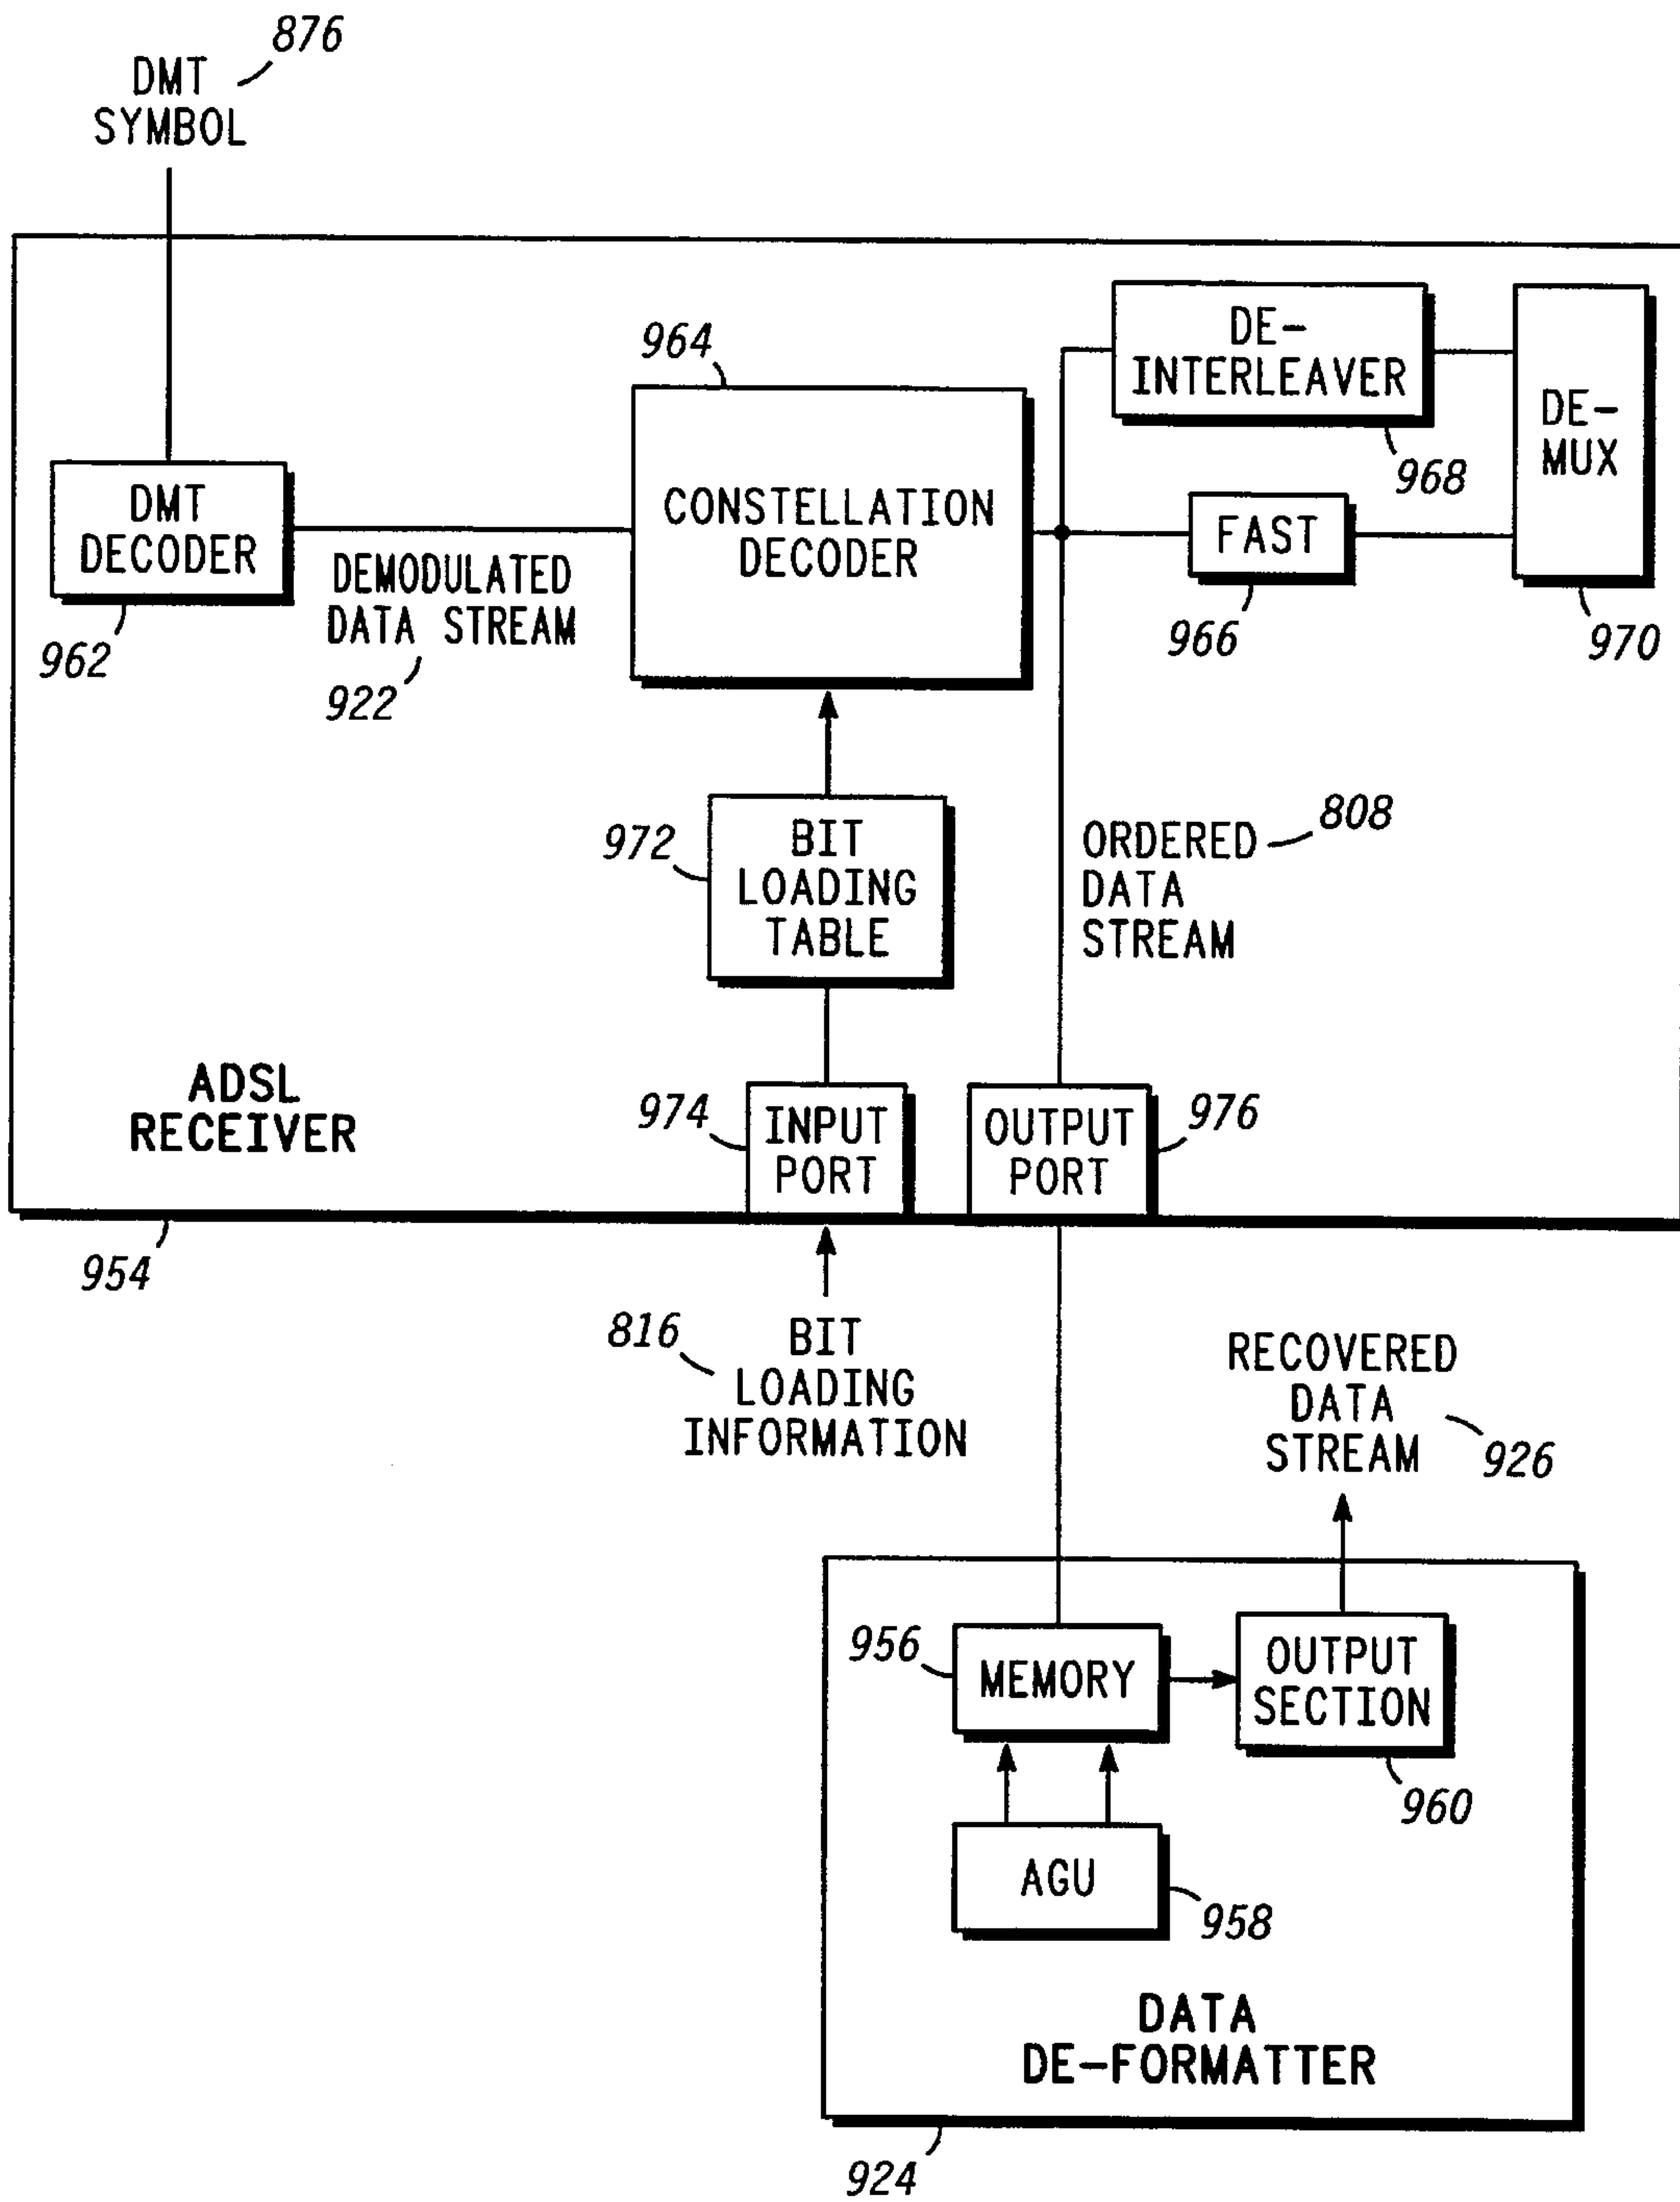 876
DMT
SYMBOL
964
DE-
INTERLEAVER
DE-
MUX
968
DMT
DECODER
CONSTELLATION
DECODER
FAST
DEMODULATED
DATA STREAM
962
922
966
970
972
BIT
LOADING
TABLE
ORDERED
DATA
STREAM
808
ADSL
RECEIVER
974
INPUT
PORT
OUTPUT
PORT
976
954
816
BIT
LOADING
INFORMATION
RECOVERED
DATA
STREAM
926
956
MEMORY
OUTPUT
SECTION
960
AGU
958
DATA
DE-FORMATTER
924